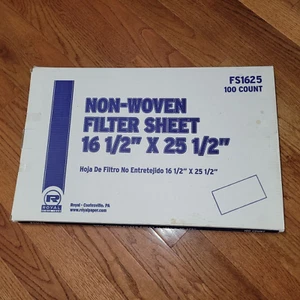 FS1625
100 COUNT
NON-WOVEN
FILTER SHEET
16 1/2" X 25 1/2"
Hoja De Filtro No Entretejido 16 1/2" X 25 1/2"
R
ROYAL
Royal - Coatesville, PA
www.royalpaper.com